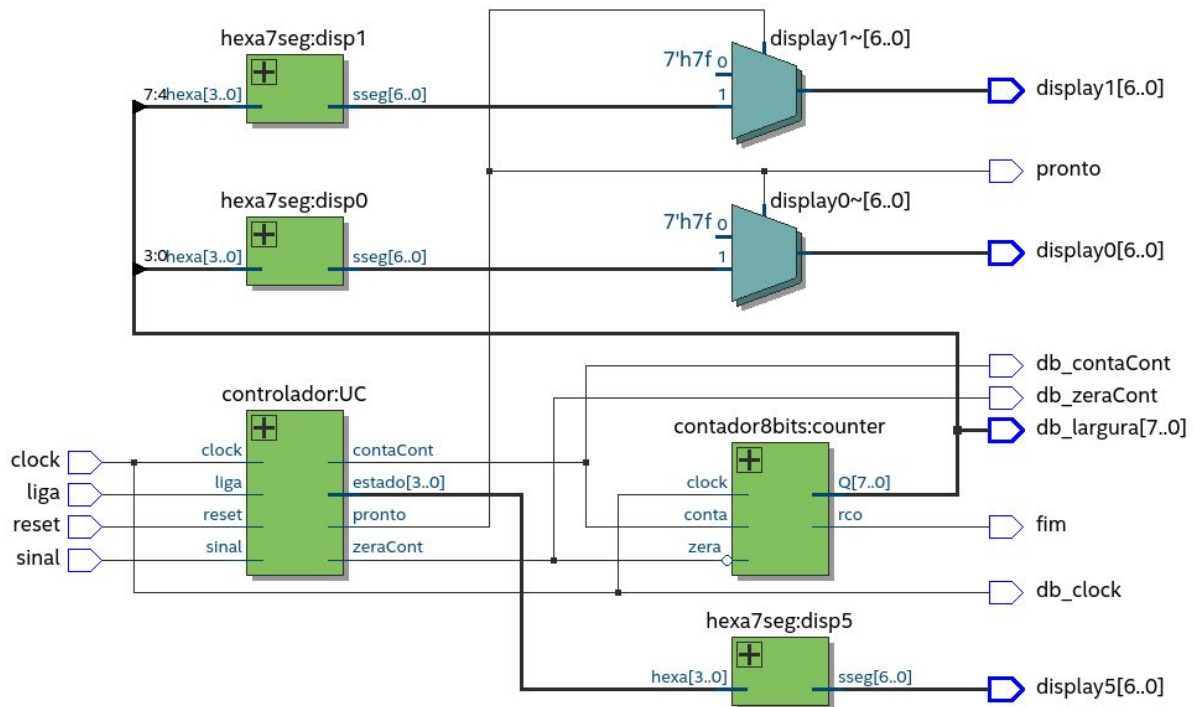 hexa7seg:disp1
display1~[6..0]
7'h7f 0
7:4 hexa[3..0] sseg[6..0] 1
display1[6..0]
pronto
hexa7seg:disp0
display0~[6..0]
7'h7f 0
3:0 hexa[3..0] sseg[6..0] 1
display0[6..0]
db_contaCont
controlador:UC
db_zeraCont
contador8bits:counter
db_largura[7..0]
clock clock contaCont
liga liga estado[3..0] clock Q[7..0]
reset reset pronto conta rco fim
sinal sinal zeraCont zera
db_clock
hexa7seg:disp5
hexa[3..0] sseg[6..0] display5[6..0]